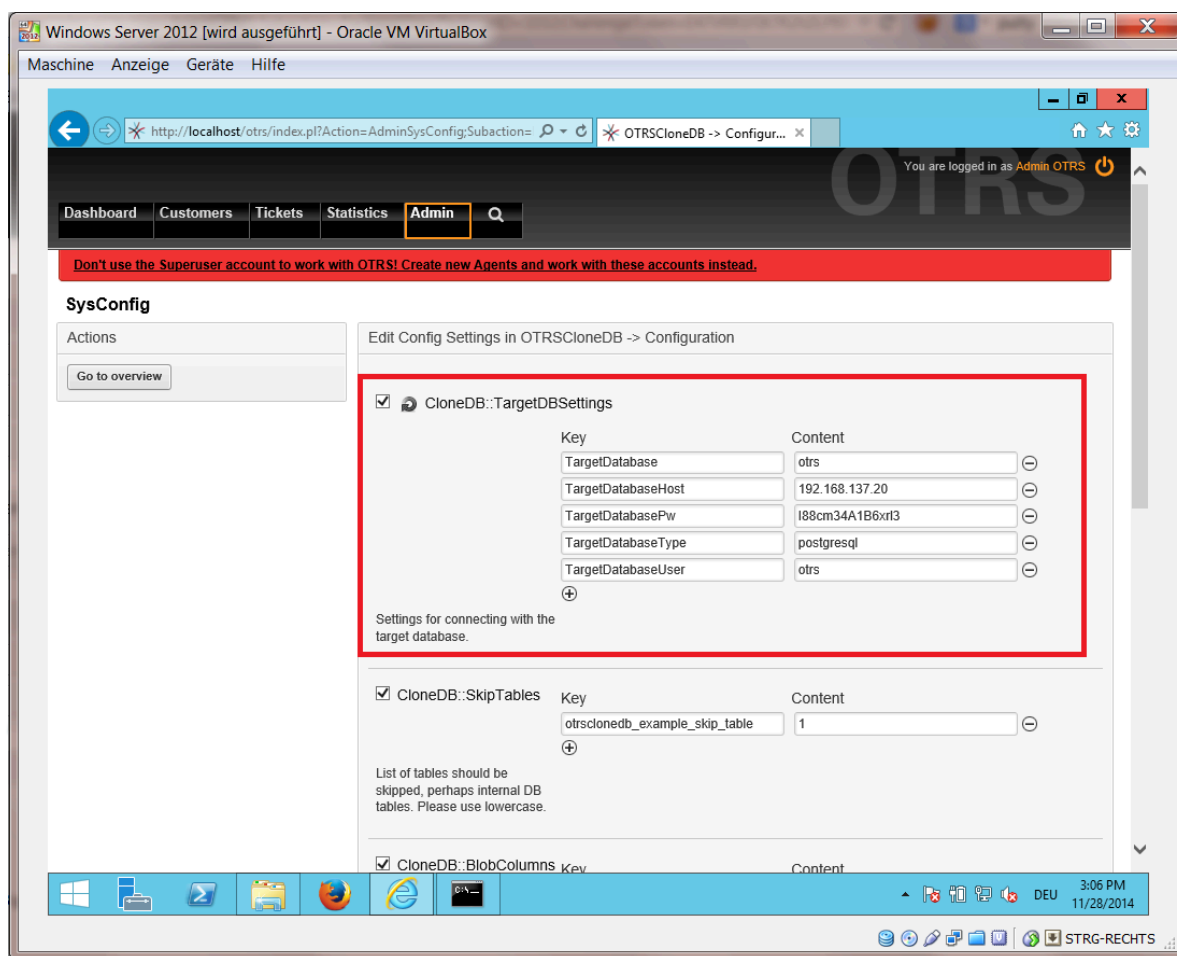 Windows Server 2012 [wird ausgeführt] - Oracle VM VirtualBox
Maschine Anzeige Geräte Hilfe
http://localhost/otrs/index.pl?Action=AdminSysConfig;Subaction= OTRSCloneDB -> Configur...
OTRS
You are logged in as Admin OTRS
Dashboard Customers Tickets Statistics Admin
Don't use the Superuser account to work with OTRS! Create new Agents and work with these accounts instead.
SysConfig
Actions
Go to overview
Edit Config Settings in OTRSCloneDB -> Configuration
CloneDB::TargetDBSettings
Key Content
TargetDatabase otrs
TargetDatabaseHost 192.168.137.20
TargetDatabasePw I88cm34A1B6xrl3
TargetDatabaseType postgresql
TargetDatabaseUser otrs
Settings for connecting with the
target database.
CloneDB::SkipTables Key Content
otrsclonedb_example_skip_table 1
List of tables should be
skipped, perhaps internal DB
tables. Please use lowercase.
CloneDB::BlobColumns Key Content
DEU 3:06 PM
11/28/2014
STRG-RECHTS